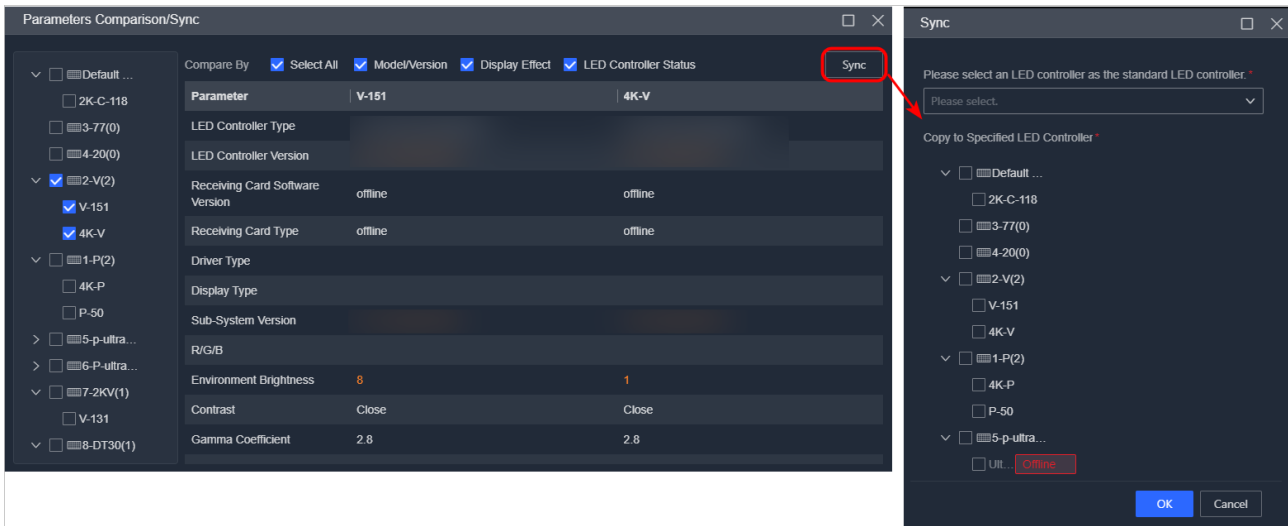 Parameters Comparison/Sync
Default ...
2K-C-118
3-77(0)
4-20(0)
2-V(2)
V-151
4K-V
1-P(2)
4K-P
P-50
5-p-ultra...
6-P-ultra...
7-2KV(1)
V-131
8-DT30(1)
Compare By Select All Model/Version Display Effect LED Controller Status Sync
Parameter V-151 4K-V
LED Controller Type
LED Controller Version
Receiving Card Software
Version offline offline
Receiving Card Type offline offline
Driver Type
Display Type
Sub-System Version
R/G/B
Environment Brightness 8 1
Contrast Close Close
Gamma Coefficient 2.8 2.8
Sync
Please select an LED controller as the standard LED controller.*
Please select.
Copy to Specified LED Controller*
Default ...
2K-C-118
3-77(0)
4-20(0)
2-V(2)
V-151
4K-V
1-P(2)
4K-P
P-50
5-p-ultra...
Ult... Offline
OK Cancel